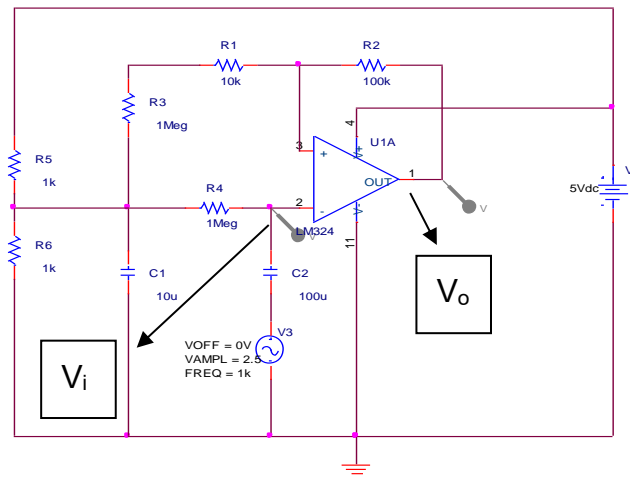 R1
10k
R2
100k
R3
1Meg
3
+
4
V+
U1A
OUT
1
V
R5
1k
R4
1Meg
2
-
V-
LM324
11
V
5Vdc
V
R6
1k
C1
10u
C2
100u
V3
VOFF = 0V
VAMPL = 2.5
FREQ = 1k
Vi
Vo